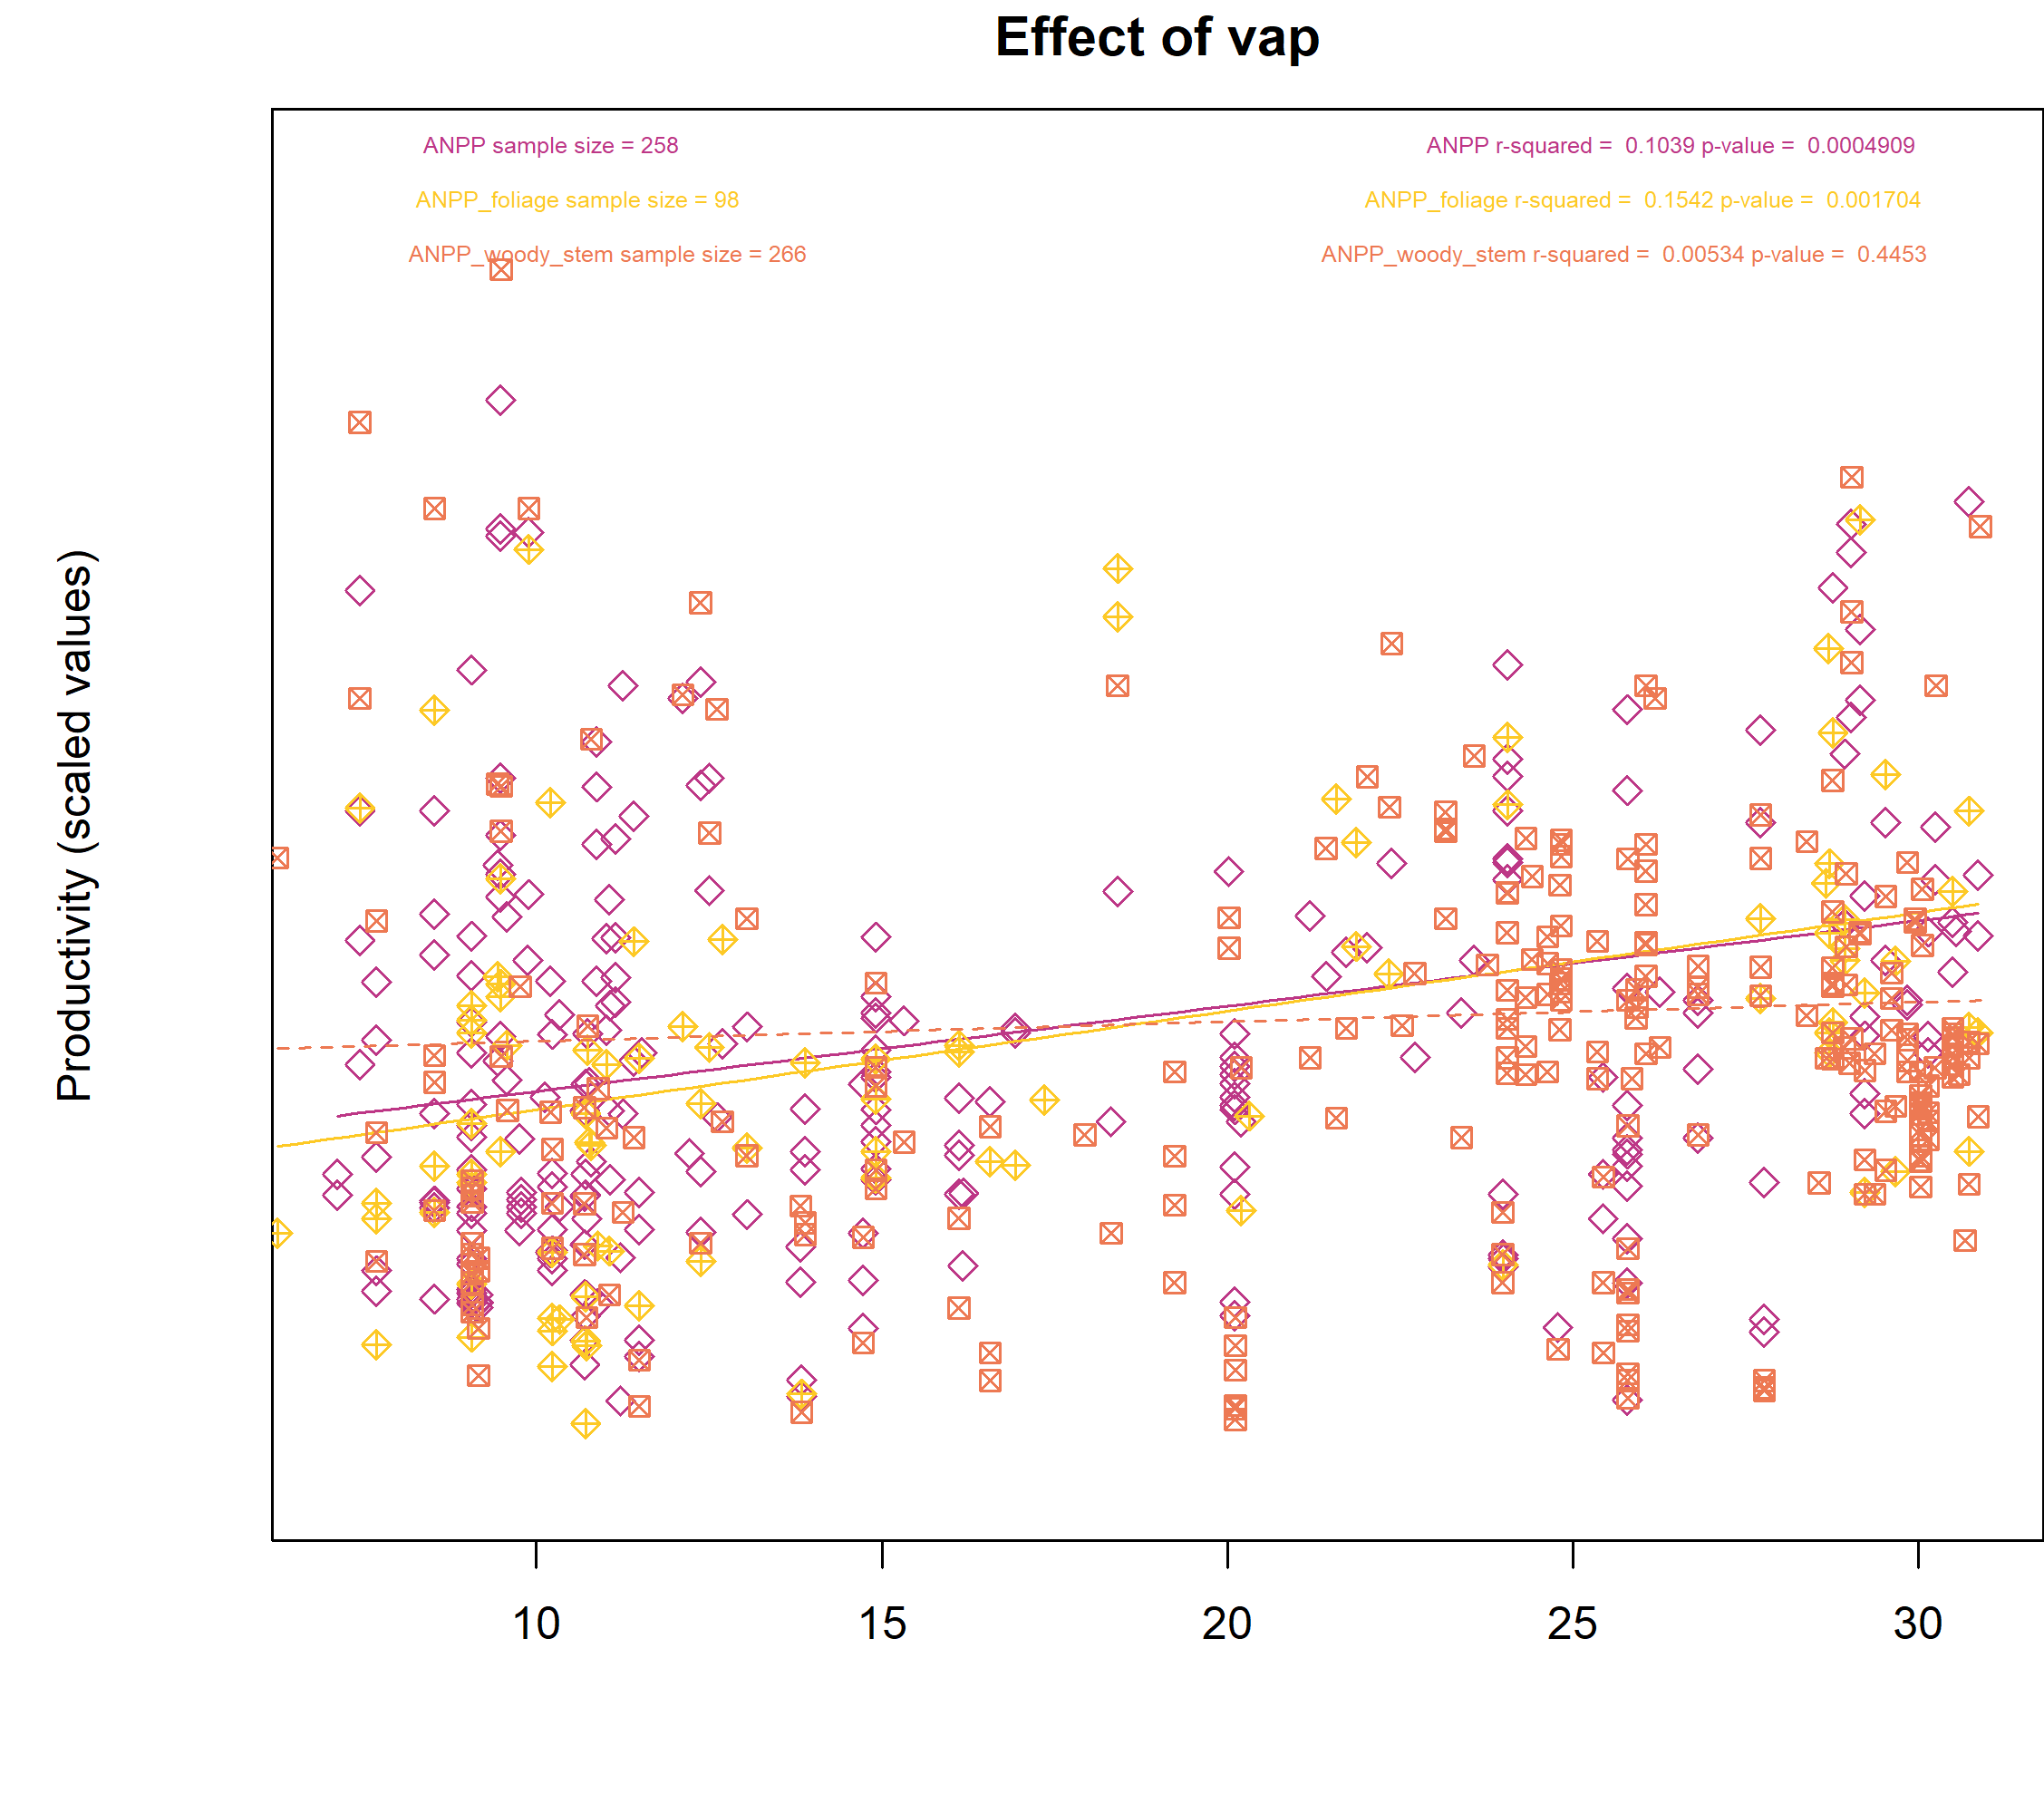 Effect of vap
ANPP sample size = 258
ANPP r-squared =  0.1039 p-value =  0.0004909
ANPP_foliage sample size = 98
ANPP_foliage r-squared =  0.1542 p-value =  0.001704
ANPP_woody_stem sample size = 266
ANPP_woody_stem r-squared =  0.00534 p-value =  0.4453
Productivity (scaled values)
10 15 20 25 30